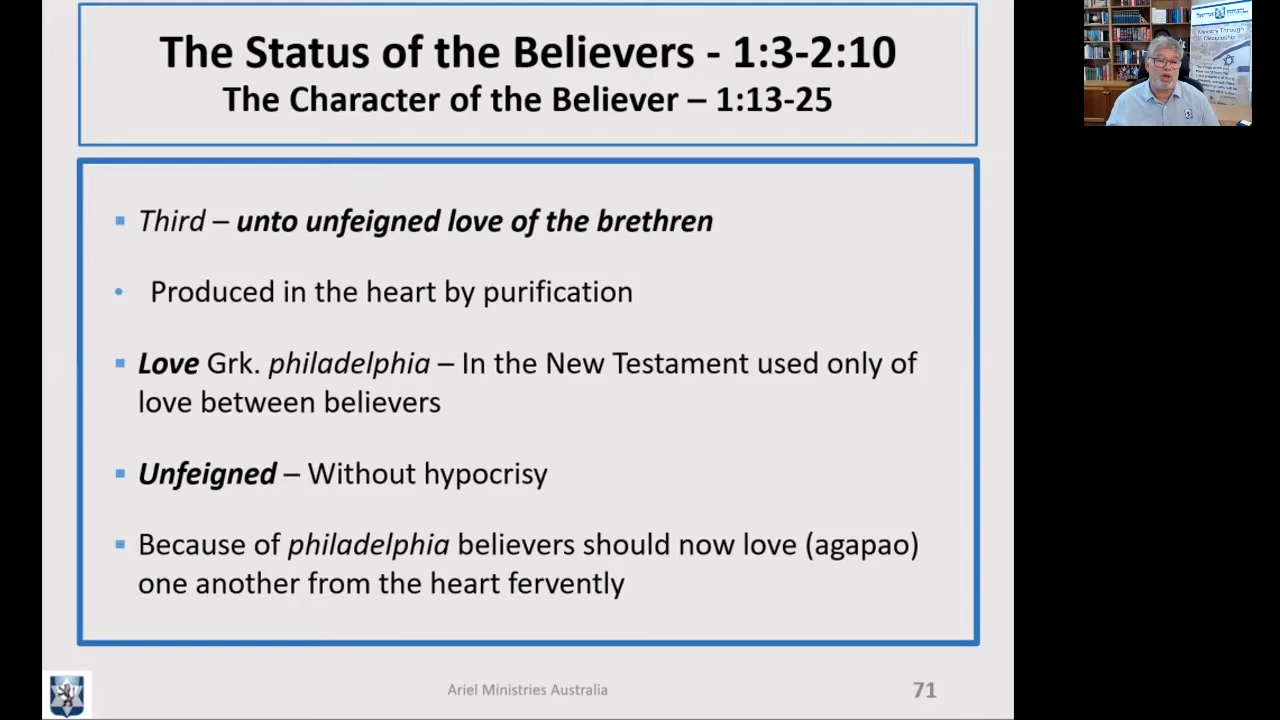 The Status of the Believers - 1:3-2:10
The Character of the Believer – 1:13-25
▪ Third – unto unfeigned love of the brethren
• Produced in the heart by purification
▪ Love Grk. philadelphia – In the New Testament used only of
love between believers
▪ Unfeigned – Without hypocrisy
▪ Because of philadelphia believers should now love (agapao)
one another from the heart fervently
Ariel Ministries Australia
71
Ministry Through
Discipleship